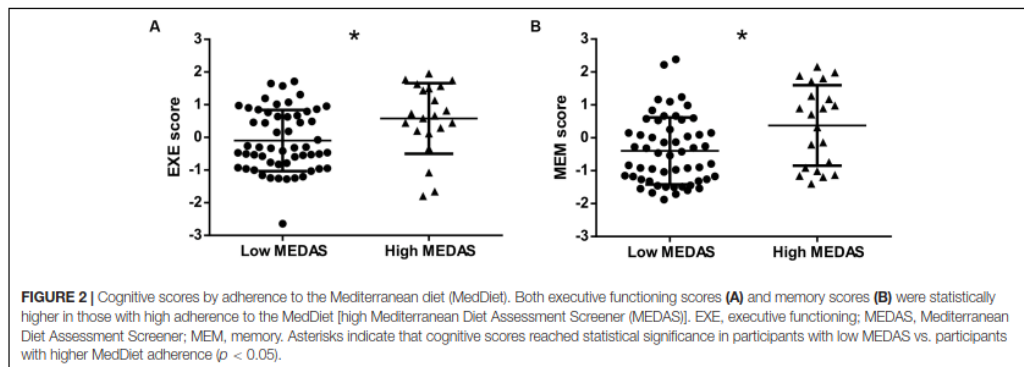 A
*
3
2
1
0
-1
-2
-3
EXE score
Low MEDAS
High MEDAS
B
*
3
2
1
0
-1
-2
-3
MEM score
Low MEDAS
High MEDAS
FIGURE 2 | Cognitive scores by adherence to the Mediterranean diet (MedDiet). Both executive functioning scores (A) and memory scores (B) were statistically
higher in those with high adherence to the MedDiet [high Mediterranean Diet Assessment Screener (MEDAS)]. EXE, executive functioning; MEDAS, Mediterranean
Diet Assessment Screener; MEM, memory. Asterisks indicate that cognitive scores reached statistical significance in participants with low MEDAS vs. participants
with higher MedDiet adherence (p < 0.05).